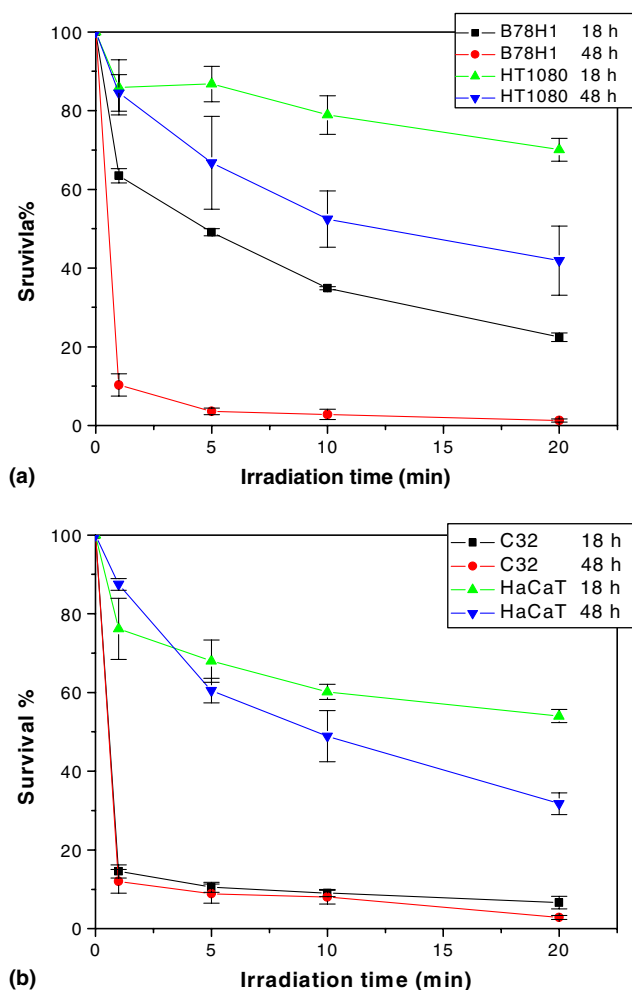 100
80
60
40
20
0
Sruvivla%
B78H1 18 h
B78H1 48 h
HT1080 18 h
HT1080 48 h
0 5 10 15 20
(a) Irradiation time (min)
100
80
60
40
20
0
Survival %
C32 18 h
C32 48 h
HaCaT 18 h
HaCaT 48 h
0 5 10 15 20
(b) Irradiation time (min)